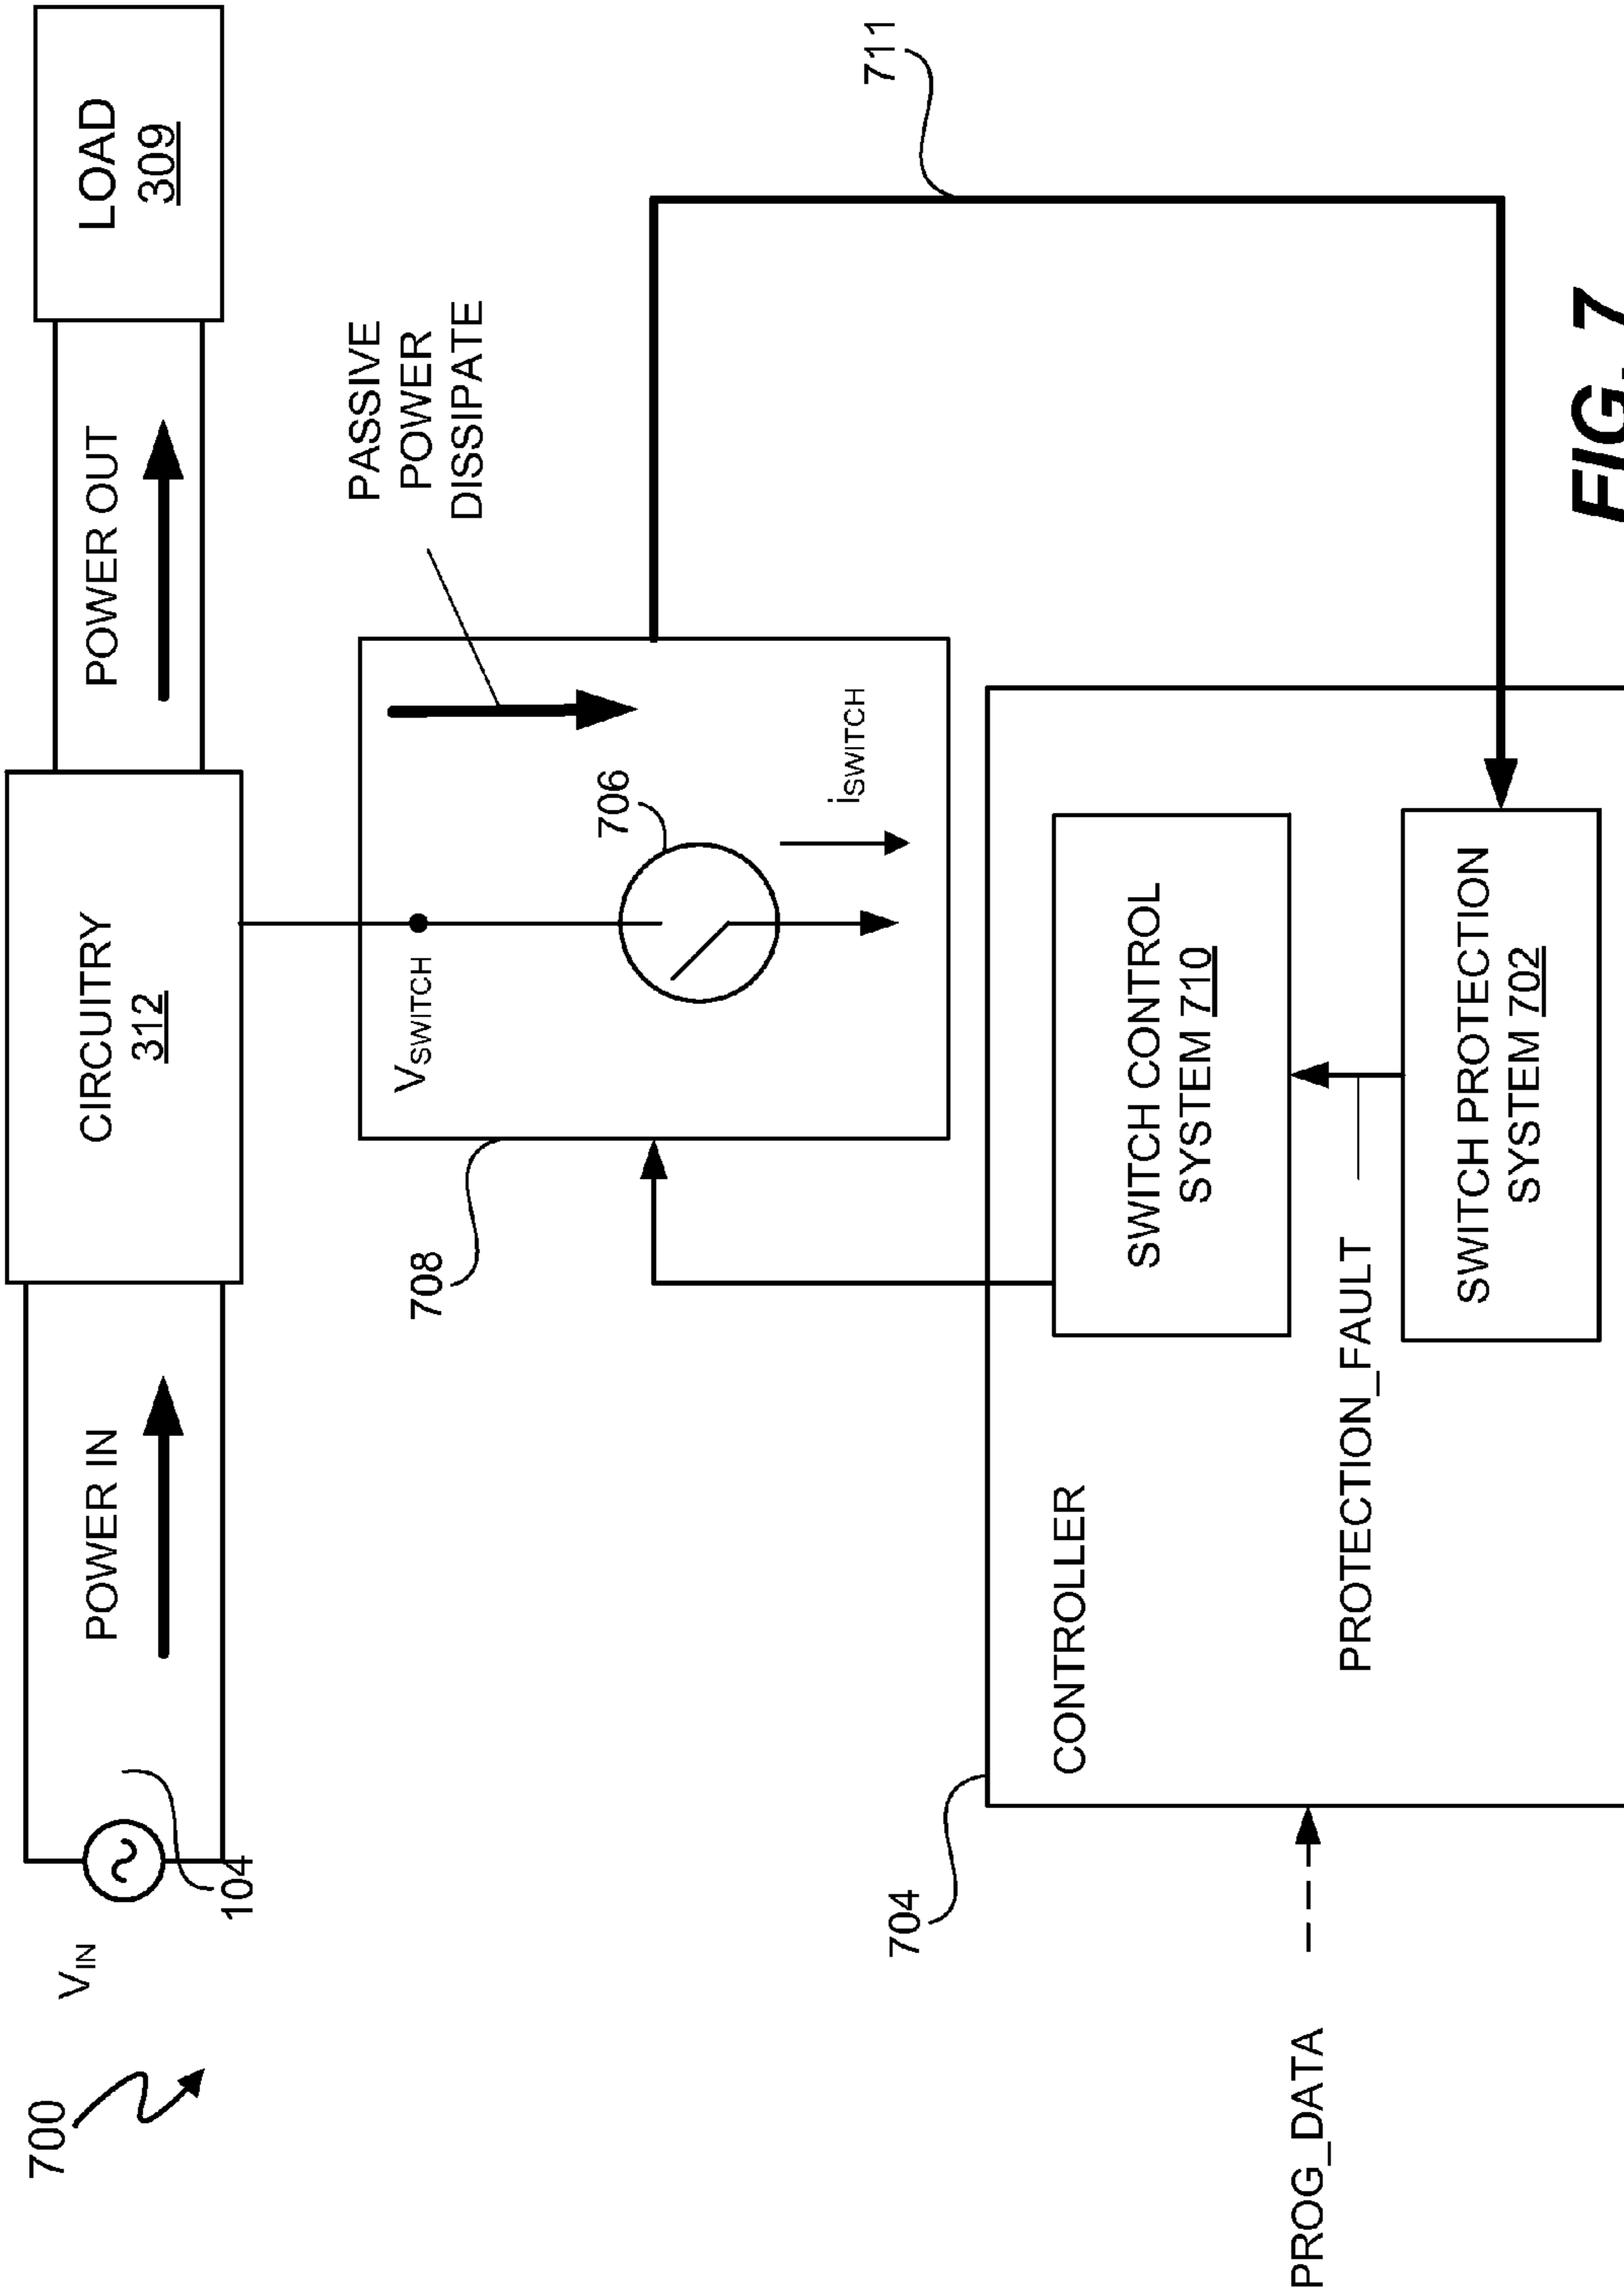 700
VIN
104
POWER IN
CIRCUITRY
312
POWER OUT
LOAD
309
PASSIVE
POWER
DISSIPATE
708
VSWITCH
706
iSWITCH
711
704
CONTROLLER
SWITCH CONTROL
SYSTEM 710
PROG_DATA
PROTECTION_FAULT
SWITCH PROTECTION
SYSTEM 702
FIG. 7